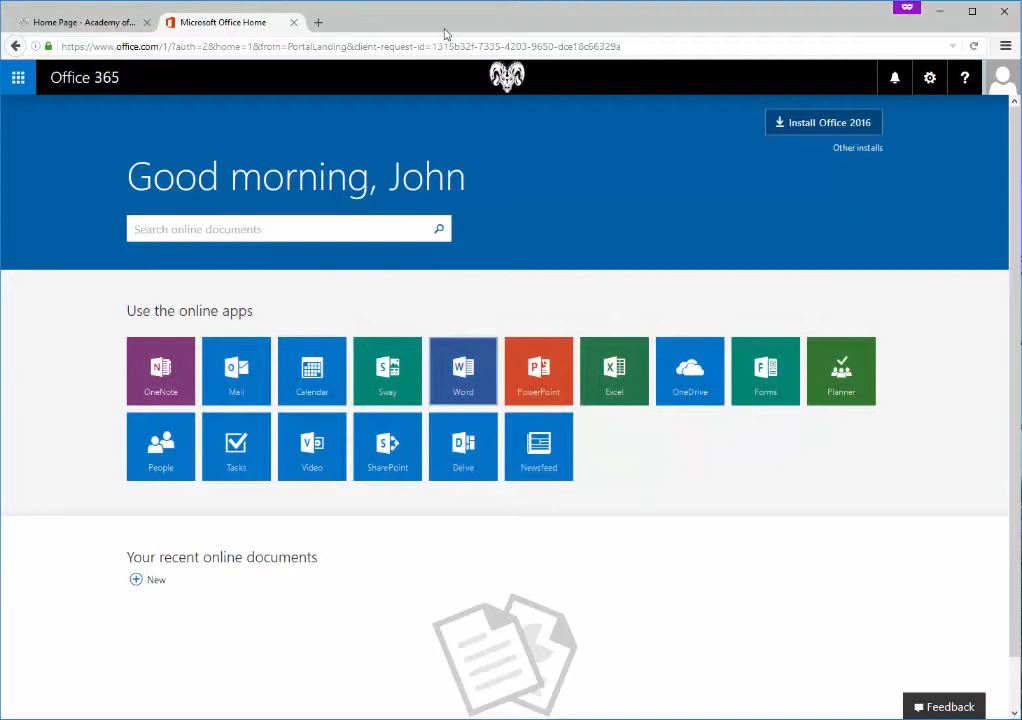 Home Page - Academy of...
Microsoft Office Home
https://www.office.com/1/?auth=2&home=1&from=PortalLanding&client-request-id=1315b32f-7335-4203-9650-dce18c66329a
Office 365
?
Install Office 2016
Other installs
Good morning, John
Search online documents
Use the online apps
OneNote
Mail
Calendar
Sway
Word
PowerPoint
Excel
OneDrive
Forms
Planner
People
Tasks
Video
SharePoint
Delve
Newsfeed
Your recent online documents
New
Feedback